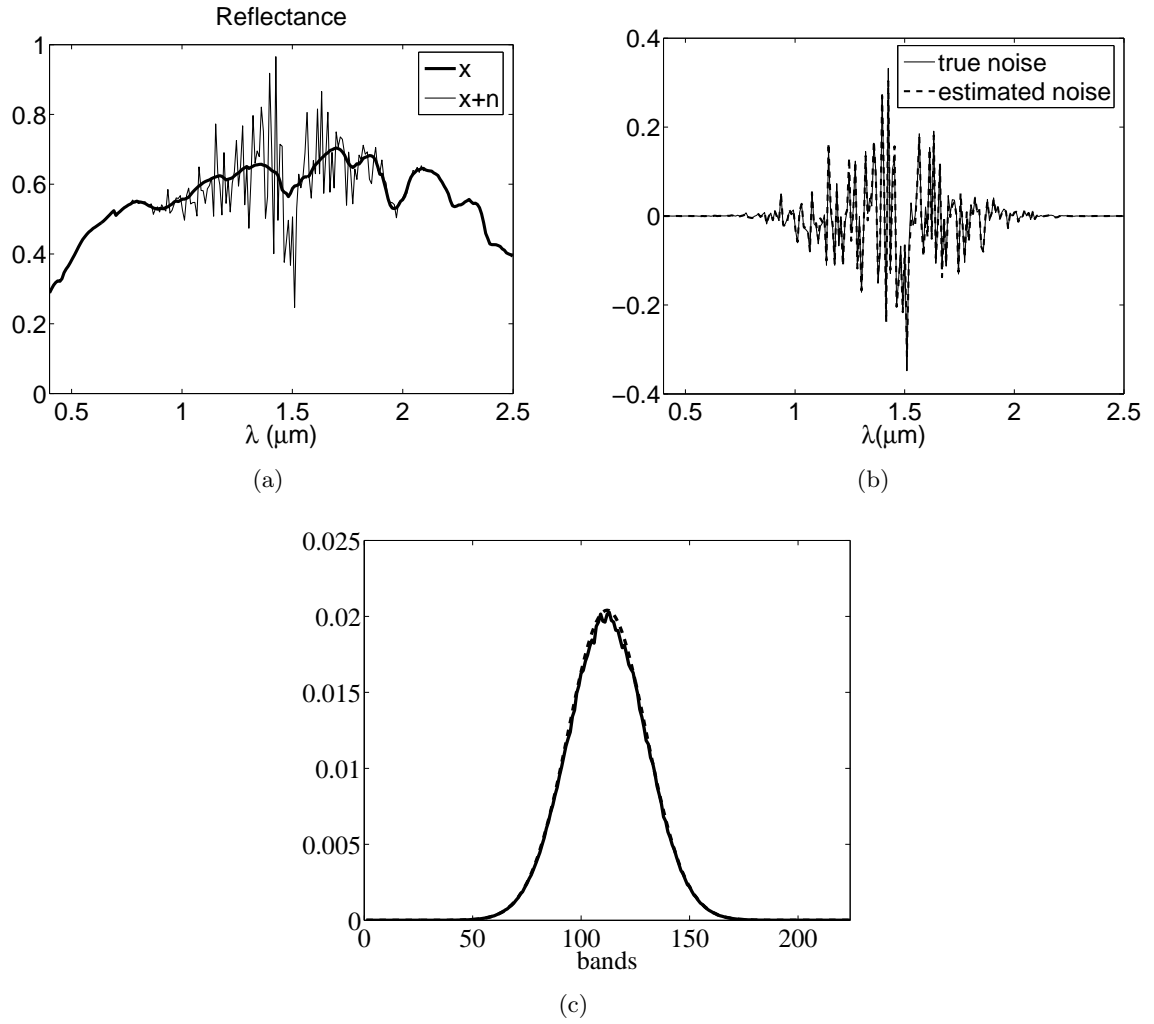 Reflectance
1
0.8
0.6
0.4
0.2
0
0.5
1
1.5
2
2.5
λ (μm)
x
x+n
(a)
0.4
0.2
0
−0.2
−0.4
0.5
1
1.5
2
2.5
λ(μm)
true noise
estimated noise
(b)
0.025
0.02
0.015
0.01
0.005
0
0
50
100
150
200
bands
(c)